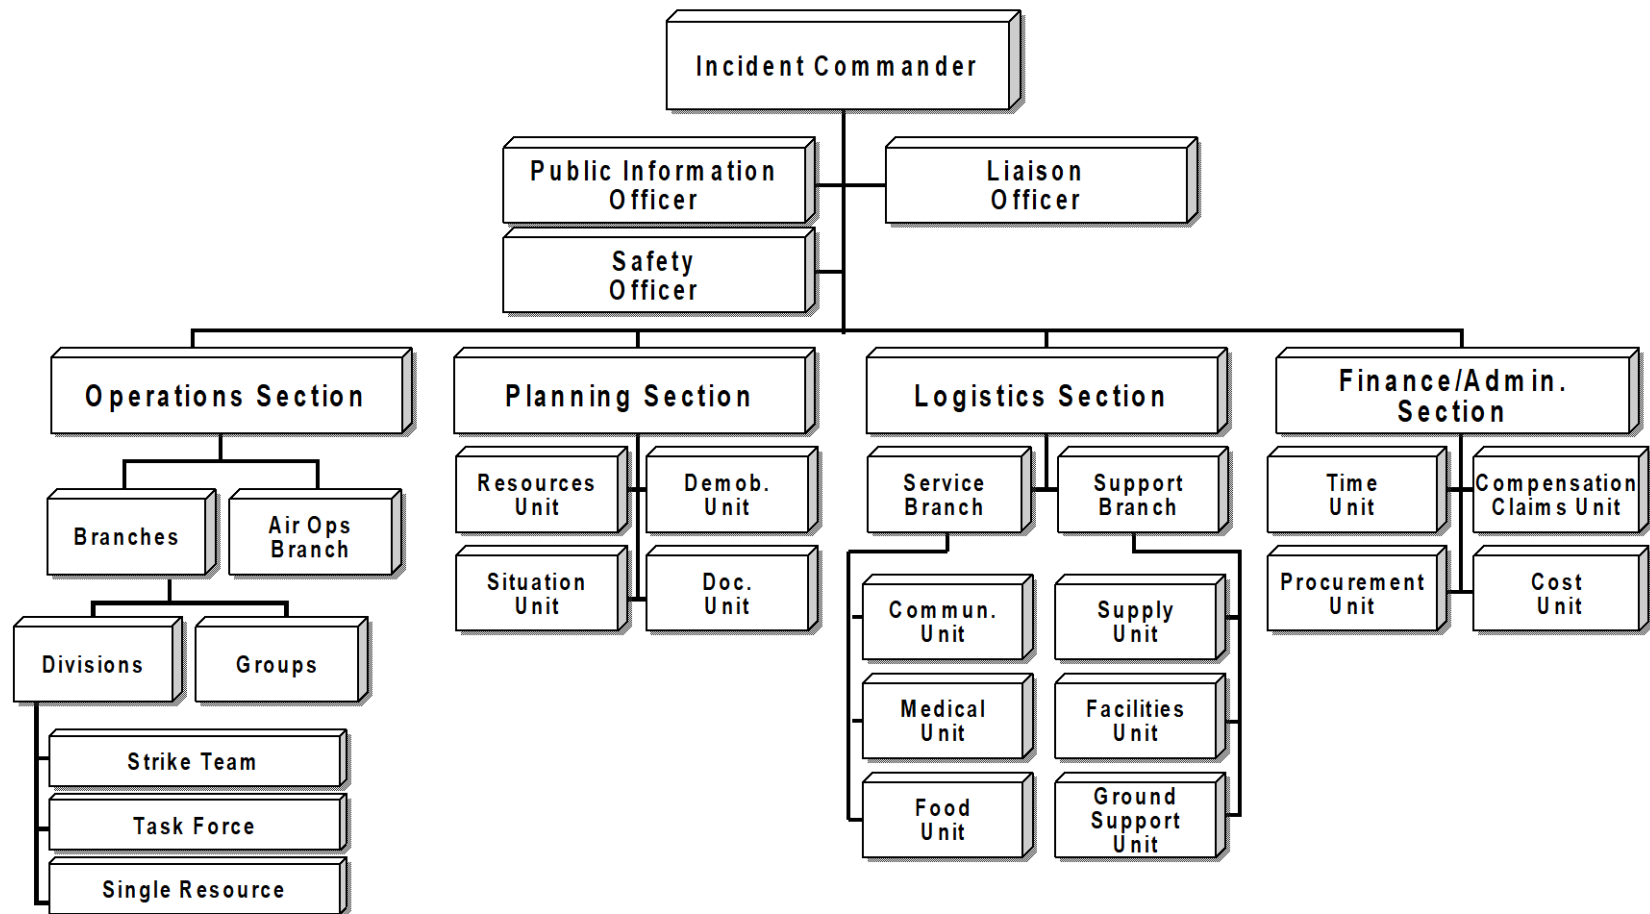 Incident Commander
Public Information
Officer
Liaison
Officer
Safety
Officer
Operations Section
Planning Section
Logistics Section
Finance/Admin.
Section
Branches
Air Ops
Branch
Divisions
Groups
Strike Team
Task Force
Single Resource
Resources
Unit
Demob.
Unit
Situation
Unit
Doc.
Unit
Service
Branch
Support
Branch
Commun.
Unit
Supply
Unit
Medical
Unit
Facilities
Unit
Food
Unit
Ground
Support
Unit
Time
Unit
Compensation
Claims Unit
Procurement
Unit
Cost
Unit